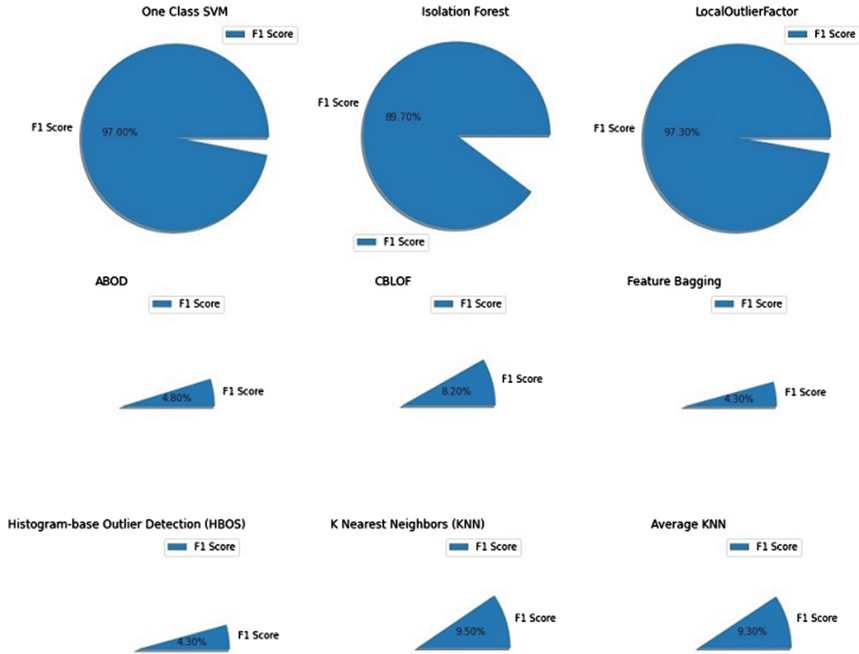 One Class SVM
F1 Score
F1 Score
97.00%
Isolation Forest
F1 Score
89.70%
F1 Score
LocalOutlierFactor
F1 Score
F1 Score
97.30%
ABOD
F1 Score
F1 Score
4.80%
CBLOF
F1 Score
F1 Score
8.20%
Feature Bagging
F1 Score
F1 Score
4.30%
Histogram-base Outlier Detection (HBOS)
F1 Score
F1 Score
4.30%
K Nearest Neighbors (KNN)
F1 Score
F1 Score
9.50%
Average KNN
F1 Score
F1 Score
9.30%